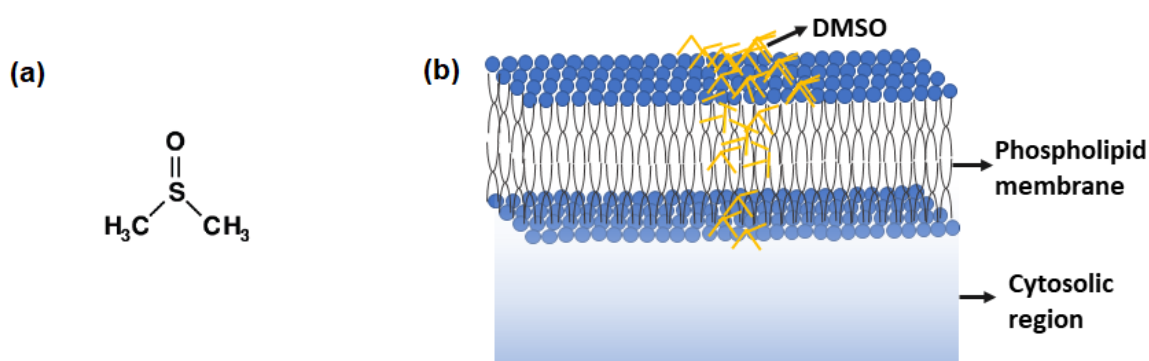 (a)
O
S
H₃C
CH₃
(b)
DMSO
Phospholipid
membrane
Cytosolic
region